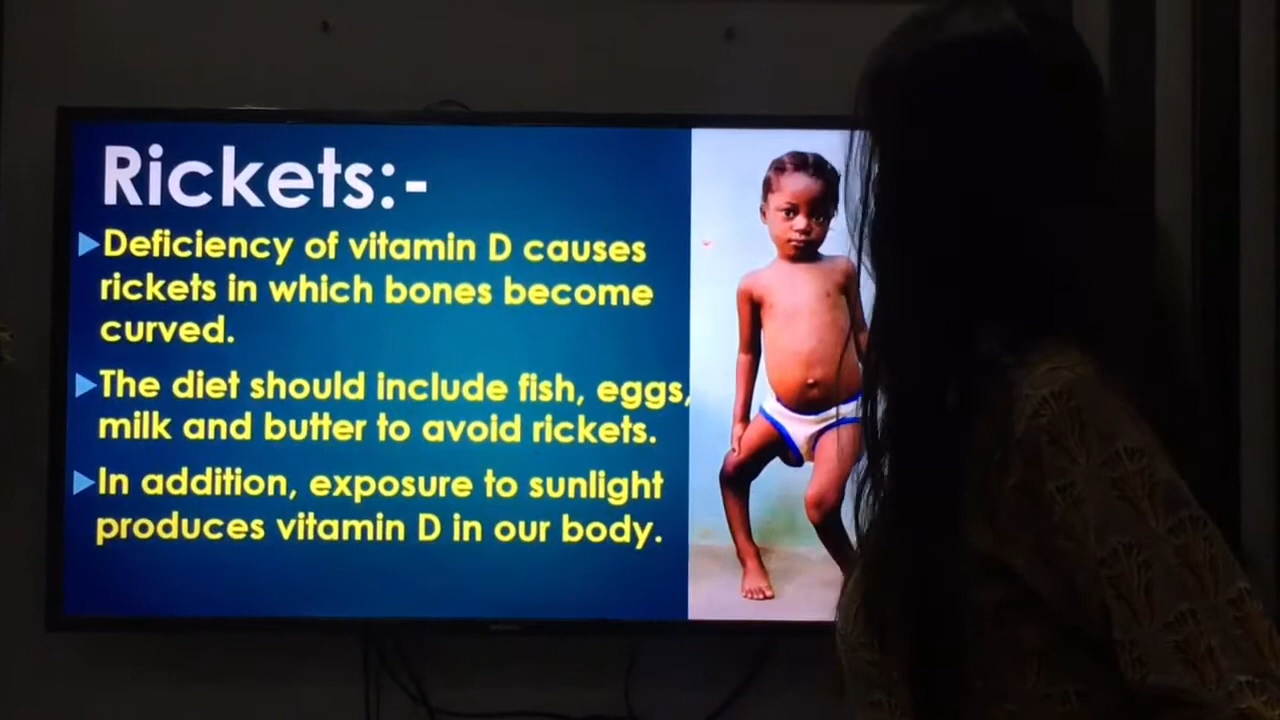 Rickets:-
Deficiency of vitamin D causes
rickets in which bones become
curved.
The diet should include fish, eggs,
milk and butter to avoid rickets.
In addition, exposure to sunlight
produces vitamin D in our body.